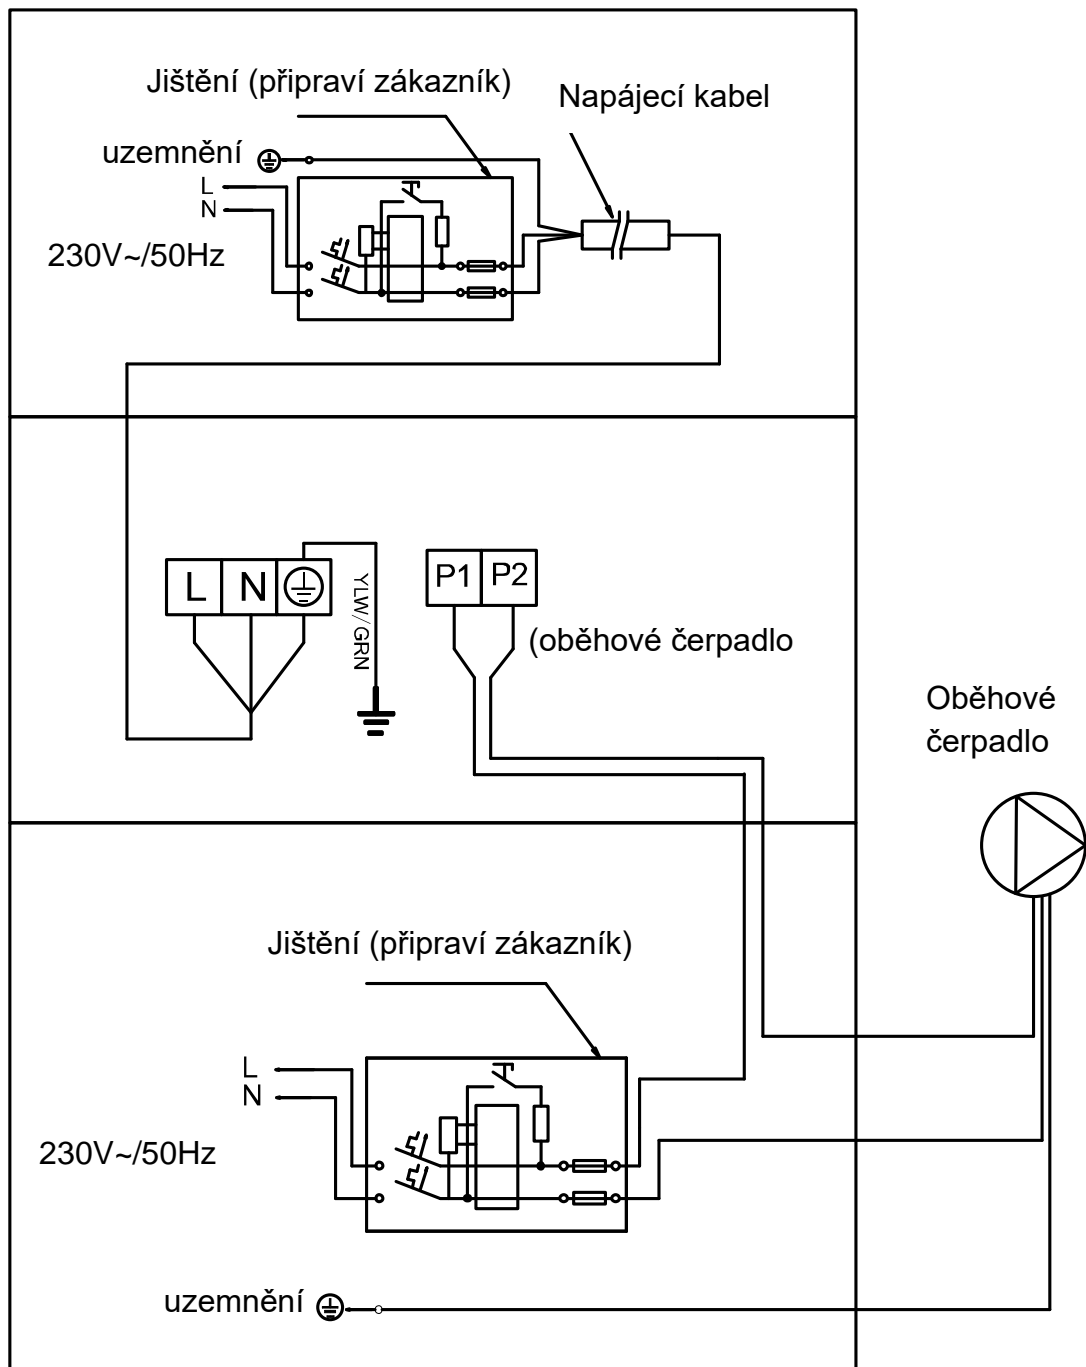 Jištění (připraví zákazník)
Napájecí kabel
uzemnění
L
N
230V~/50Hz
L N
YLW/GRN
P1 P2
(oběhové čerpadlo
Oběhové
čerpadlo
Jištění (připraví zákazník)
L
N
230V~/50Hz
uzemnění